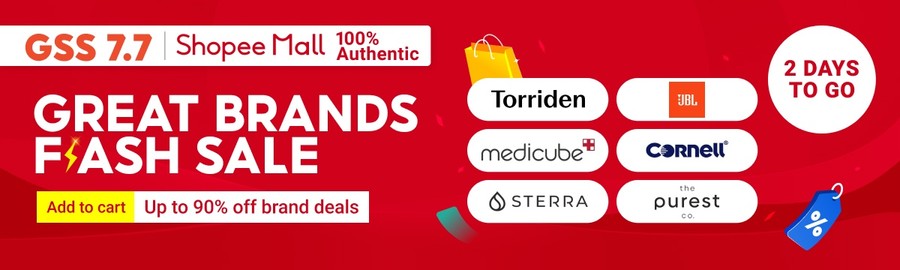 GSS 7.7
Shopee Mall
100%
Authentic
GREAT BRANDS
FLASH SALE
Add to cart
Up to 90% off brand deals
Torriden
JBL
medicube
CORNELL
STERRA
the
purest
co.
2 DAYS
TO GO
%